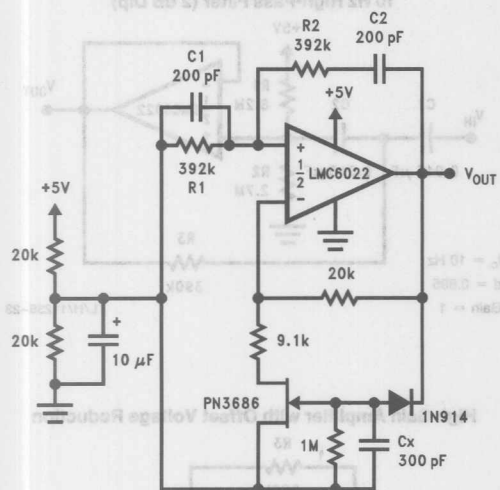 C1
200 pF
392k
R1
R2
392k
C2
200 pF
+5V
+
1/2 LMC6022
−
V_OUT
+5V
20k
20k
+
10 μF
20k
9.1k
PN3686
1M
Cx
300 pF
1N914